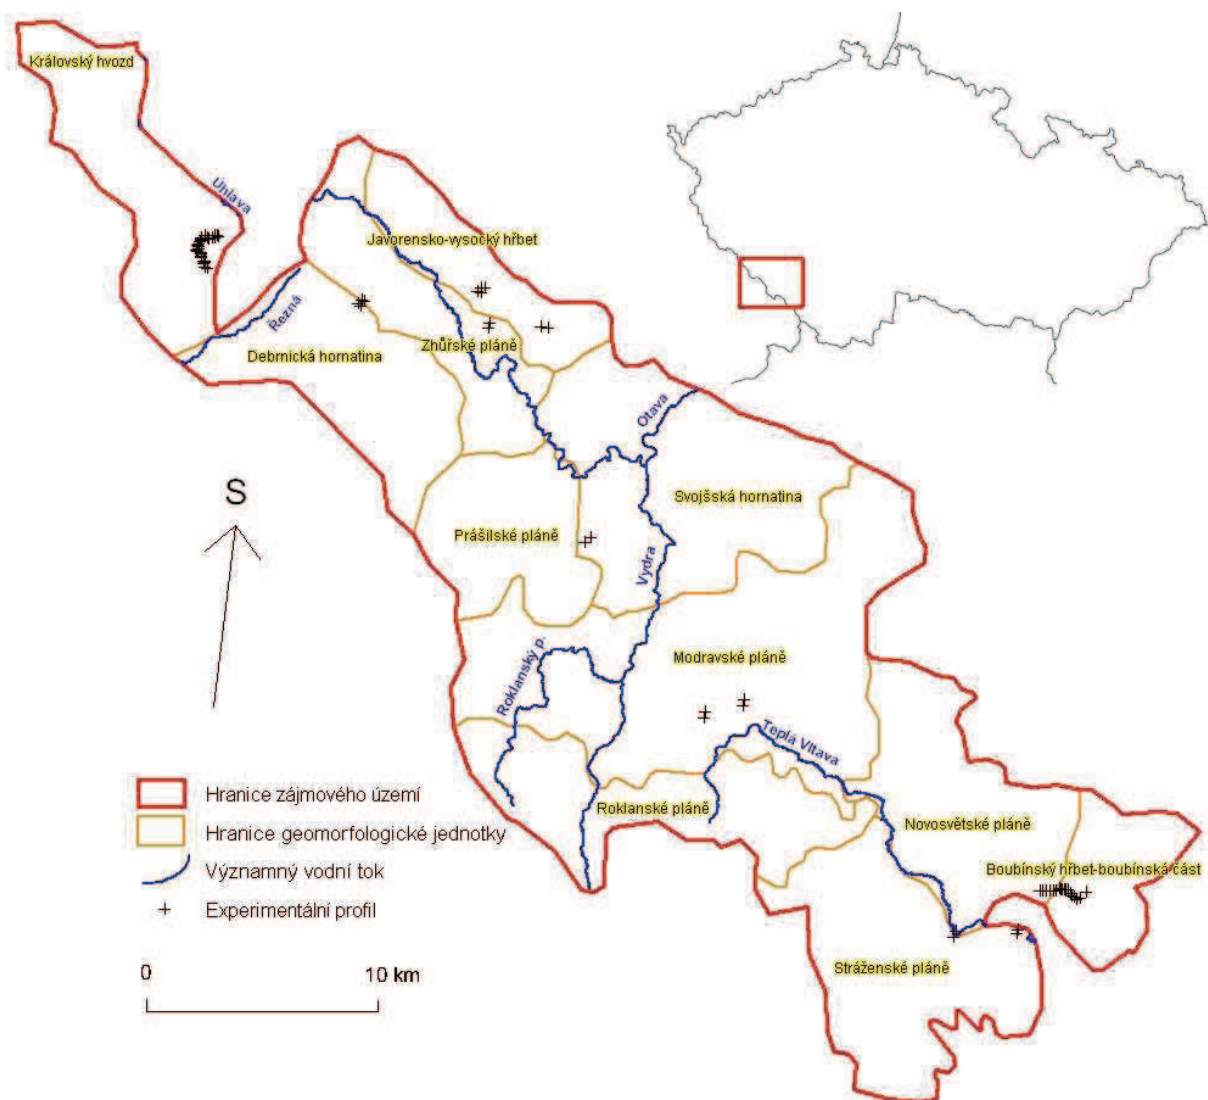 Královský hvozd
Úhlava
Javorensko-vysocký hřbet
Řezná
Zhůřské pláně
Debrnická hornatina
Otava
S
Svojšská hornatina
Prášilské pláně
Vydra
Roklanský p.
Modravské pláně
Teplá Vltava
Hranice zájmového území
Roklanské pláně
Hranice geomorfologické jednotky
Novosvětské pláně
Významný vodní tok
Boubínský hřbet-boubínská část
Experimentální profil
Stráženské pláně
0
10 km